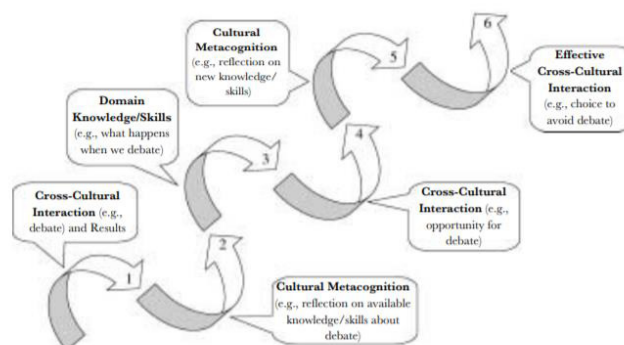 6
Cultural
Metacognition
(e.g., reflection on
new knowledge/
skills)
5
Effective
Cross-Cultural
Interaction
(e.g., choice to
avoid debate)
Domain
Knowledge/Skills
(e.g., what happens
when we debate)
3
4
Cross-Cultural
Interaction (e.g.,
debate) and Results
Cross-Cultural
Interaction (e.g.,
opportunity for
debate)
1
2
Cultural Metacognition
(e.g., reflection on available
knowledge/skills about
debate)